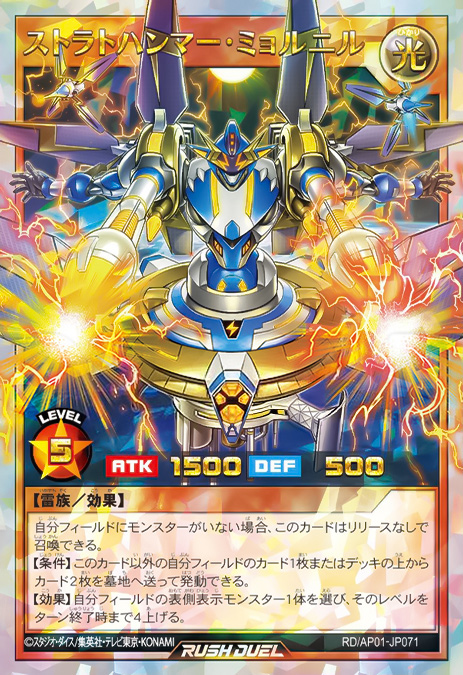 ストラトハンマー・ミョルニル
ひかり
光
LEVEL
5
ATK 1500 DEF 500
【雷族／効果】
自分フィールドにモンスターがいない場合、このカードはリリースなしで
召喚できる。
【条件】このカード以外の自分フィールドのカード1枚またはデッキの上から
カード2枚を墓地へ送って発動できる。
【効果】自分フィールドの表側表示モンスター1体を選び、そのレベルを
ターン終了時まで4上げる。
©スタジオ・ダイス/集英社・テレビ東京・KONAMI
RD/AP01-JP071
RUSH DUEL